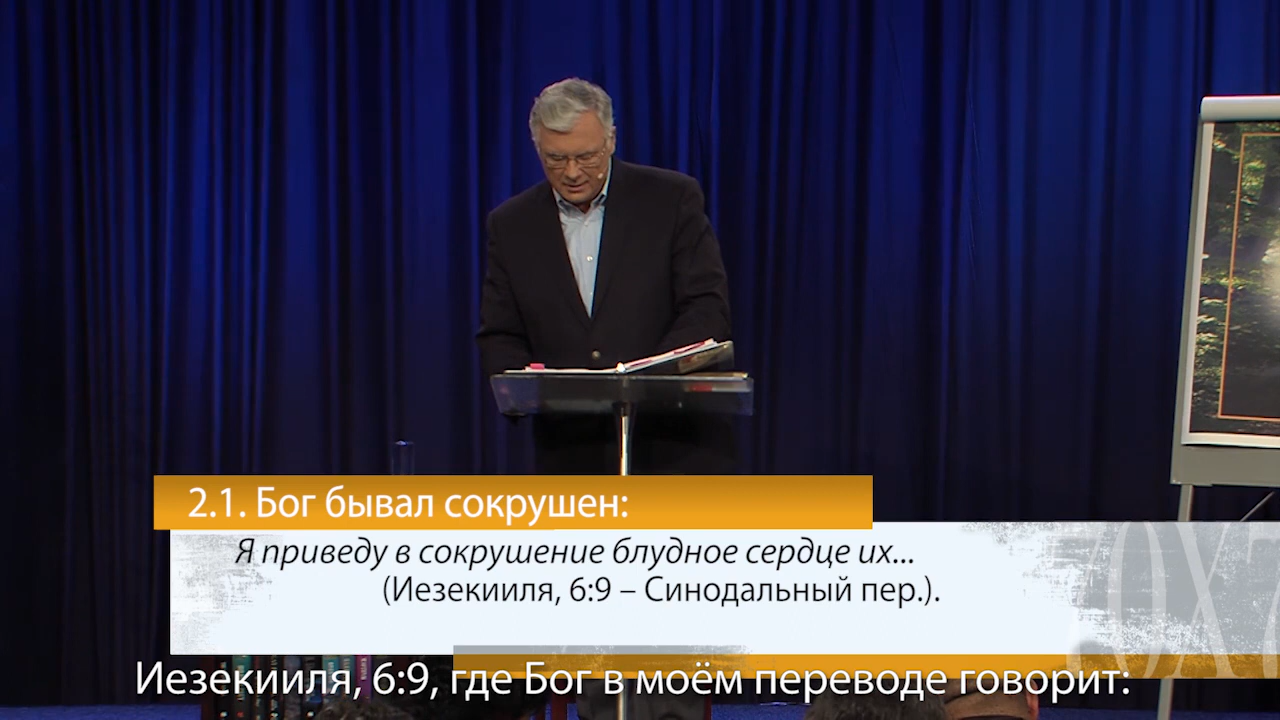 2.1. Бог бывал сокрушен:
Я приведу в сокрушение блудное сердце их...
(Иезекииля, 6:9 – Синодальный пер.).
70X7
Иезекииля, 6:9, где Бог в моём переводе говорит: